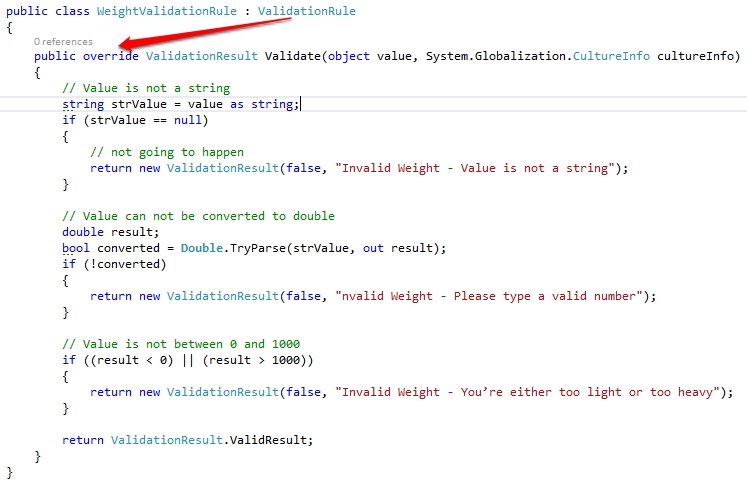 public class WeightValidationRule : ValidationRule
{
0 references
public override ValidationResult Validate(object value, System.Globalization.CultureInfo cultureInfo)
{
// Value is not a string
string strValue = value as string;
if (strValue == null)
{
// not going to happen
return new ValidationResult(false, "Invalid Weight - Value is not a string");
}
// Value can not be converted to double
double result;
bool converted = Double.TryParse(strValue, out result);
if (!converted)
{
return new ValidationResult(false, "nvalid Weight - Please type a valid number");
}
// Value is not between 0 and 1000
if ((result < 0) || (result > 1000))
{
return new ValidationResult(false, "Invalid Weight - You’re either too light or too heavy");
}
return ValidationResult.ValidResult;
}
}